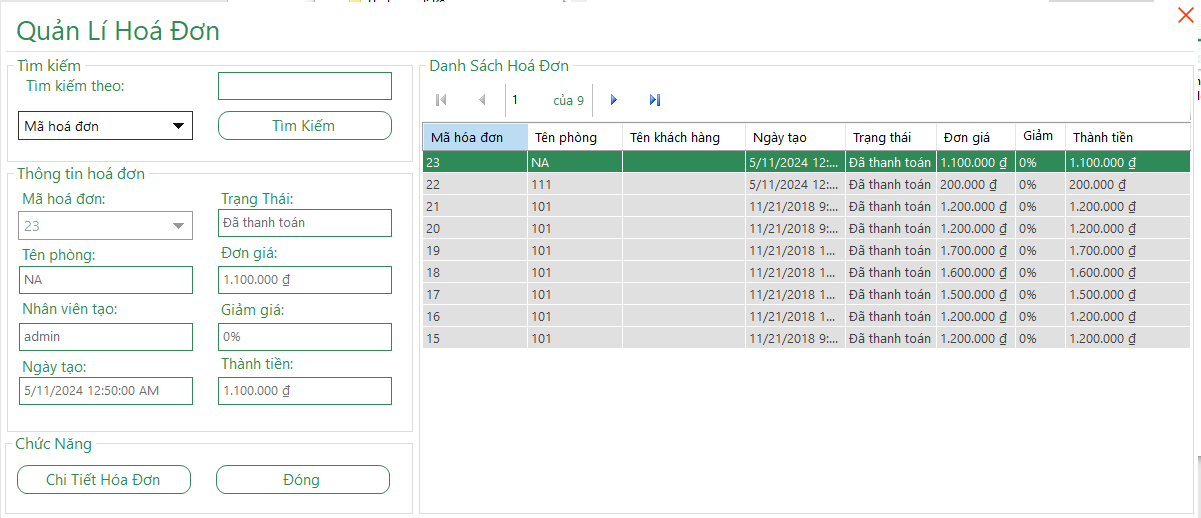 Quản Lí Hoá Đơn
Tìm kiếm
Tìm kiếm theo:
Mã hoá đơn
Tìm Kiếm
Thông tin hoá đơn
Mã hoá đơn: Trạng Thái:
23 Đã thanh toán
Tên phòng: Đơn giá:
NA 1.100.000 ₫
Nhân viên tạo: Giảm giá:
admin 0%
Ngày tạo: Thành tiền:
5/11/2024 12:50:00 AM 1.100.000 ₫
Chức Năng
Chi Tiết Hóa Đơn Đóng
Danh Sách Hoá Đơn
1 của 9
Mã hóa đơn Tên phòng Tên khách hàng Ngày tạo Trạng thái Đơn giá Giảm Thành tiền
23 NA 5/11/2024 12:... Đã thanh toán 1.100.000 ₫ 0% 1.100.000 ₫
22 111 5/11/2024 12:... Đã thanh toán 200.000 ₫ 0% 200.000 ₫
21 101 11/21/2018 9:... Đã thanh toán 1.200.000 ₫ 0% 1.200.000 ₫
20 101 11/21/2018 9:... Đã thanh toán 1.200.000 ₫ 0% 1.200.000 ₫
19 101 11/21/2018 1... Đã thanh toán 1.700.000 ₫ 0% 1.700.000 ₫
18 101 11/21/2018 1... Đã thanh toán 1.600.000 ₫ 0% 1.600.000 ₫
17 101 11/21/2018 1... Đã thanh toán 1.500.000 ₫ 0% 1.500.000 ₫
16 101 11/21/2018 1... Đã thanh toán 1.200.000 ₫ 0% 1.200.000 ₫
15 101 11/21/2018 9:... Đã thanh toán 1.200.000 ₫ 0% 1.200.000 ₫